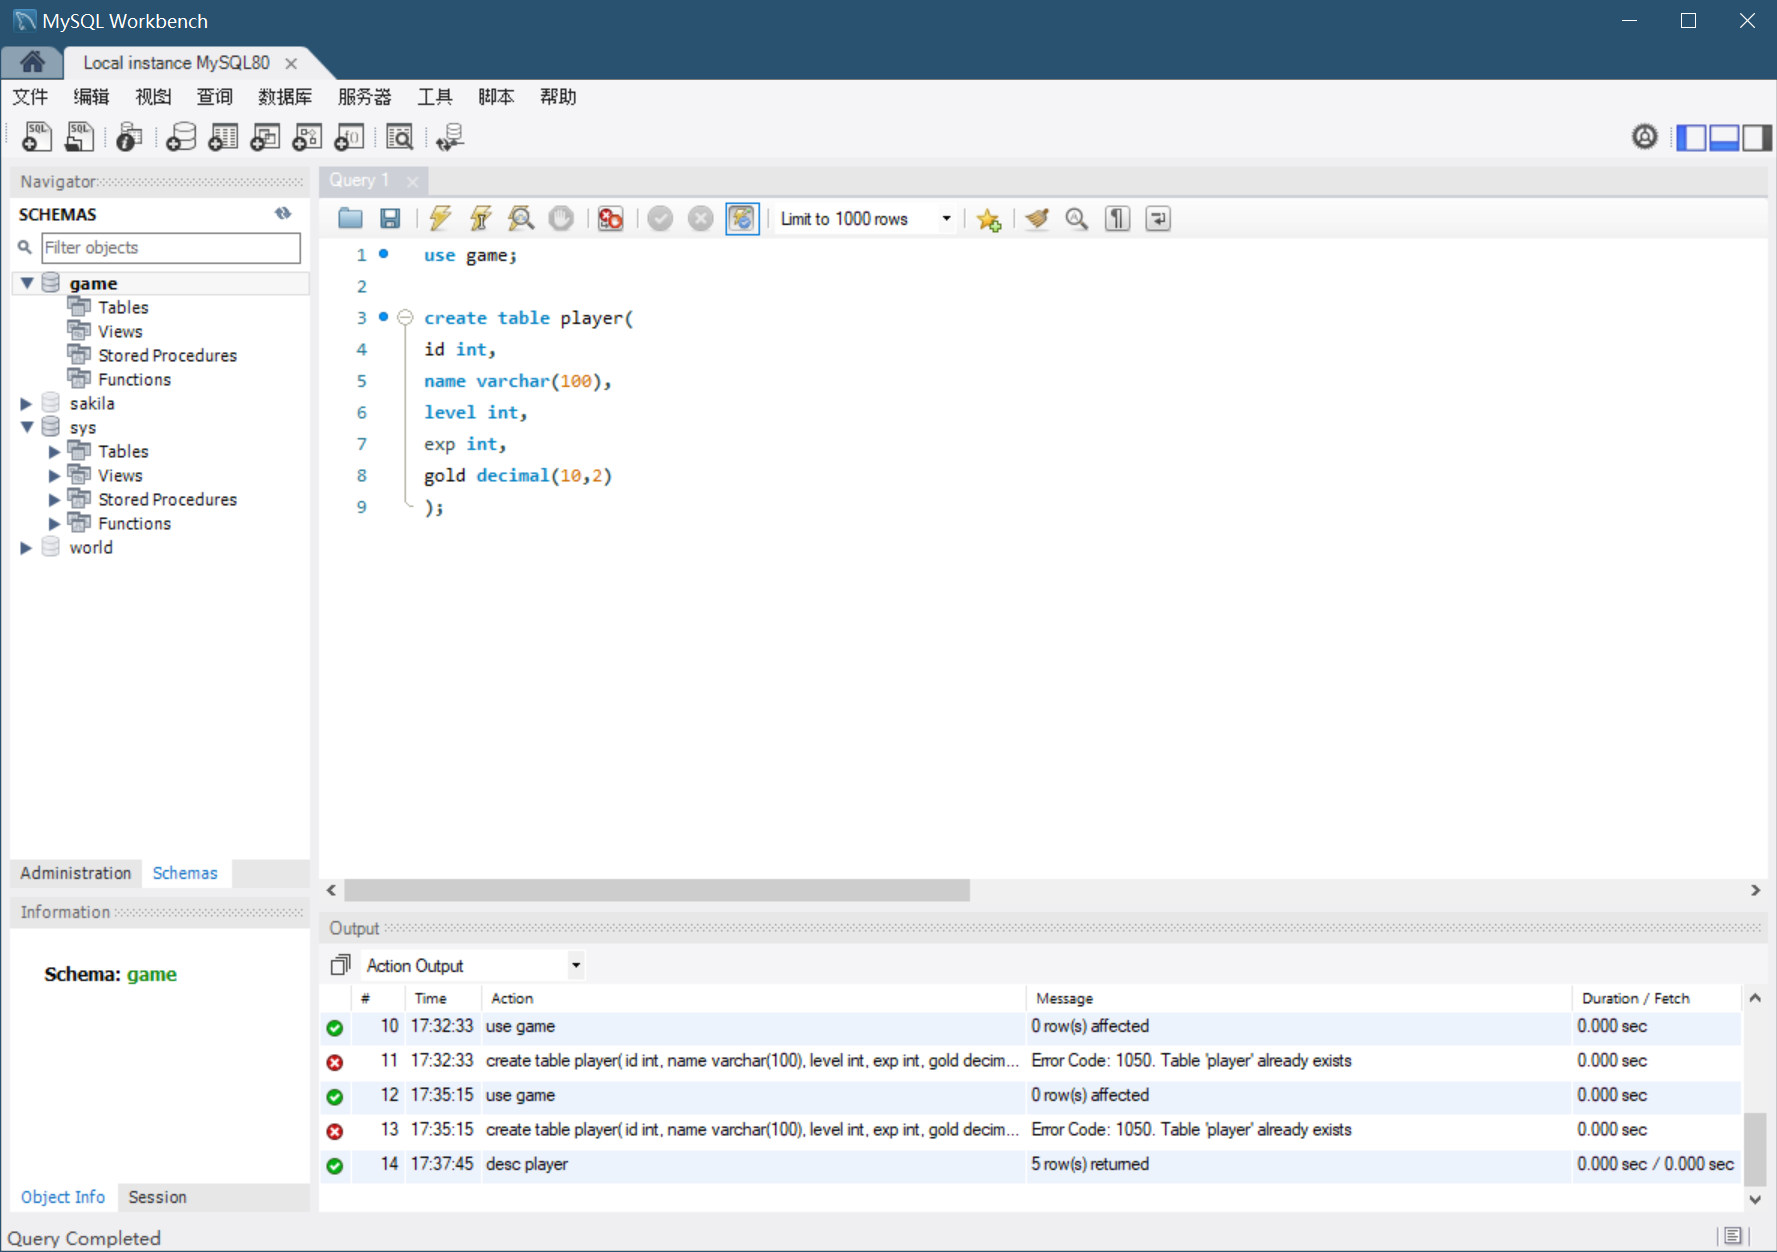 MySQL Workbench
Local instance MySQL80
文件 编辑 视图 查询 数据库 服务器 工具 脚本 帮助
Navigator
SCHEMAS
Filter objects
game
Tables
Views
Stored Procedures
Functions
sakila
sys
Tables
Views
Stored Procedures
Functions
world
Administration Schemas
Information
Schema: game
Object Info Session
Query 1
Limit to 1000 rows
1 use game;
2
3 create table player(
4 id int,
5 name varchar(100),
6 level int,
7 exp int,
8 gold decimal(10,2)
9 );
Output
Action Output
# Time Action Message Duration / Fetch
10 17:32:33 use game 0 row(s) affected 0.000 sec
11 17:32:33 create table player( id int, name varchar(100), level int, exp int, gold decim... Error Code: 1050. Table 'player' already exists 0.000 sec
12 17:35:15 use game 0 row(s) affected 0.000 sec
13 17:35:15 create table player( id int, name varchar(100), level int, exp int, gold decim... Error Code: 1050. Table 'player' already exists 0.000 sec
14 17:37:45 desc player 5 row(s) returned 0.000 sec / 0.000 sec
Query Completed